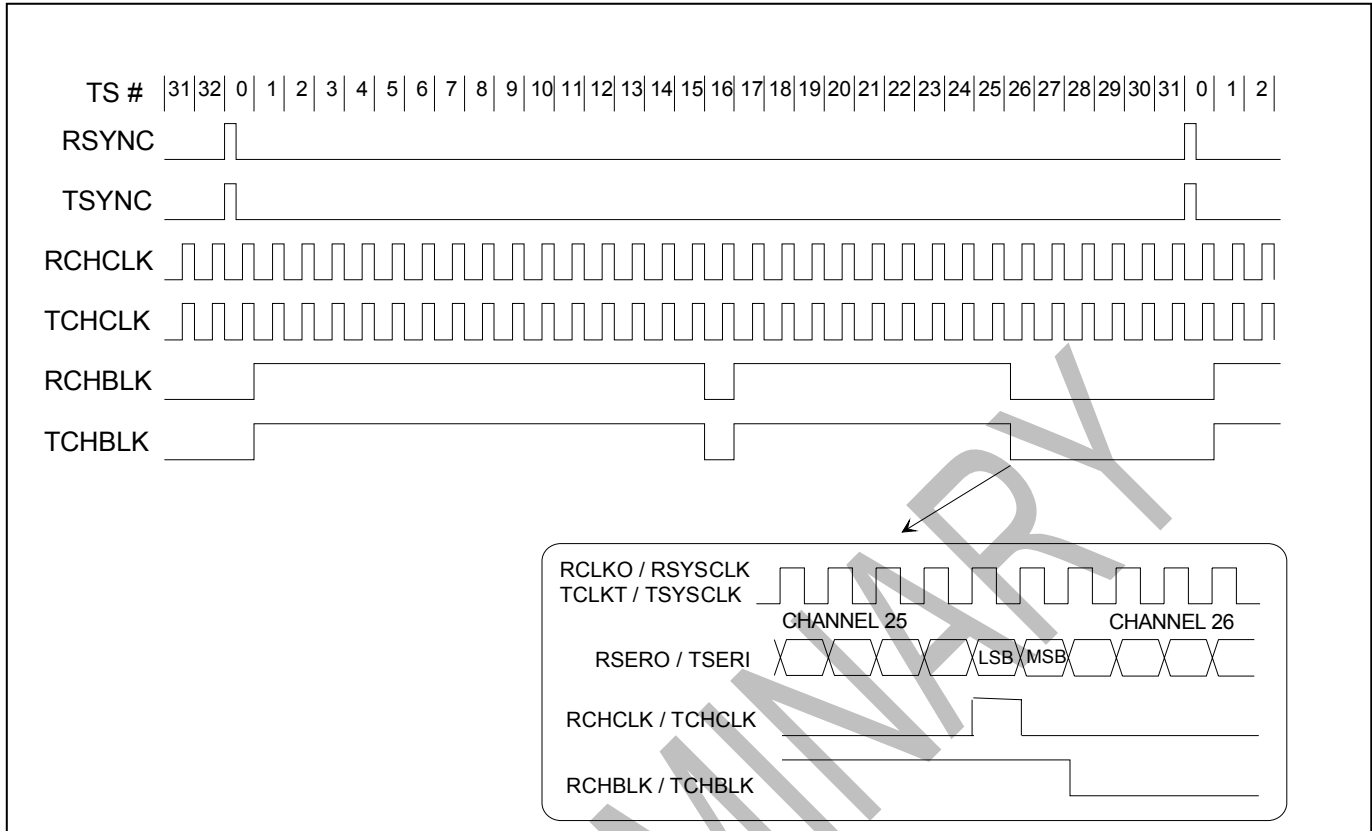 TS # 31 32 0 1 2 3 4 5 6 7 8 9 10 11 12 13 14 15 16 17 18 19 20 21 22 23 24 25 26 27 28 29 30 31 0 1 2
RSYNC
TSYNC
RCHCLK
TCHCLK
RCHBLK
TCHBLK
RCLKO / RSYSCLK
TCLKT / TSYSCLK
CHANNEL 25 CHANNEL 26
RSERO / TSERI LSB MSB
RCHCLK / TCHCLK
RCHBLK / TCHBLK
MINARY